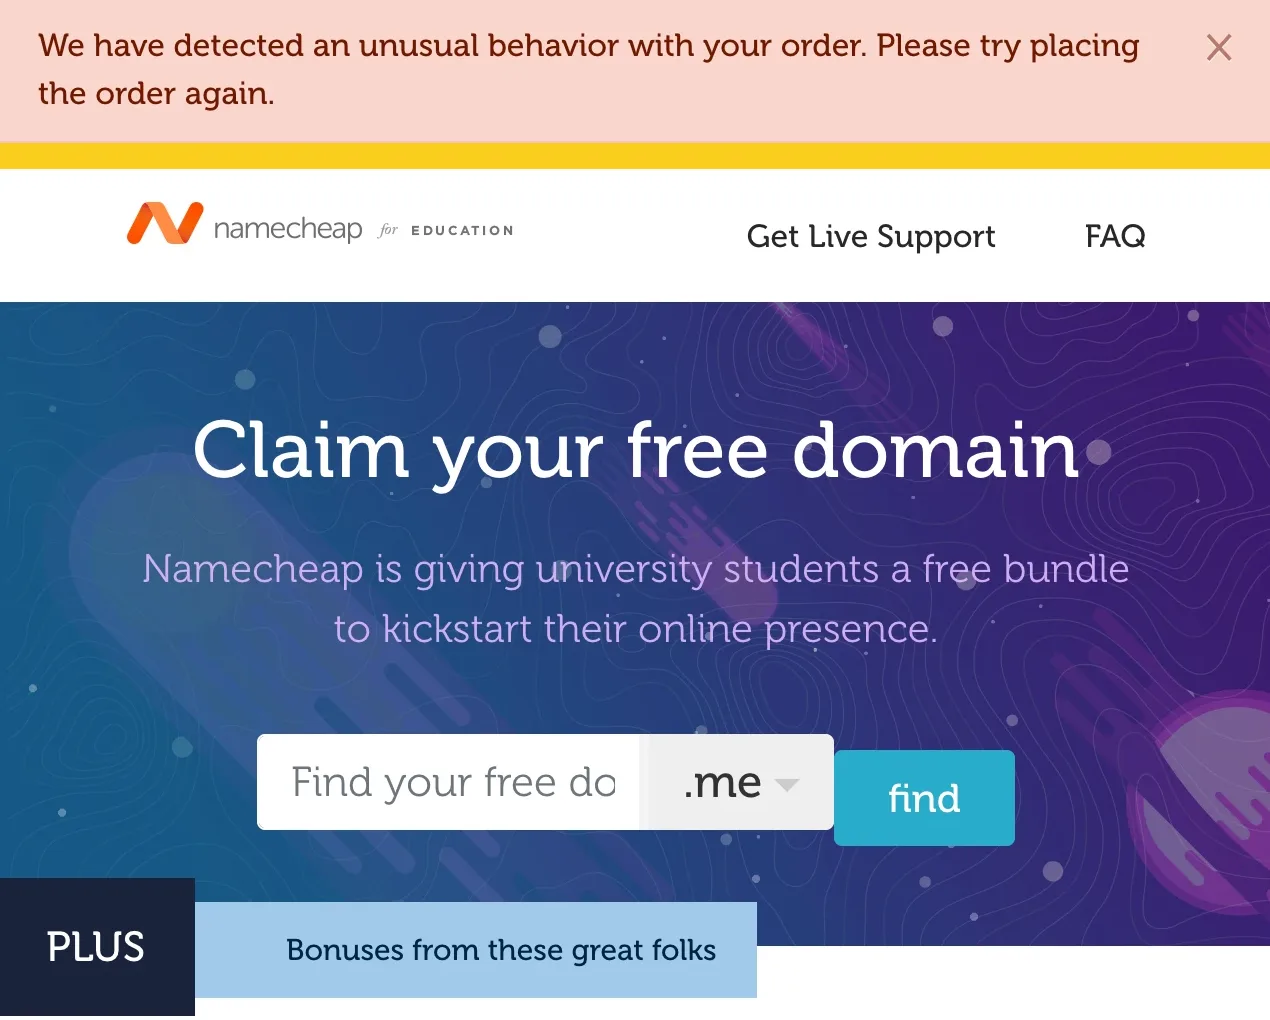 We have detected an unusual behavior with your order. Please try placing
the order again.
namecheap for EDUCATION
Get Live Support
FAQ
Claim your free domain
Namecheap is giving university students a free bundle
to kickstart their online presence.
Find your free do
.me
find
PLUS
Bonuses from these great folks